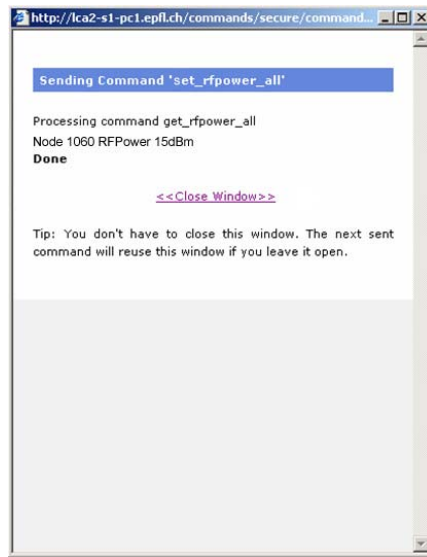 http://lca2-s1-pc1.epfl.ch/commands/secure/command...
Sending Command 'set_rfpower_all'
Processing command get_rfpower_all
Node 1060 RFPower 15dBm
Done
<<Close Window>>
Tip: You don't have to close this window. The next sent
command will reuse this window if you leave it open.